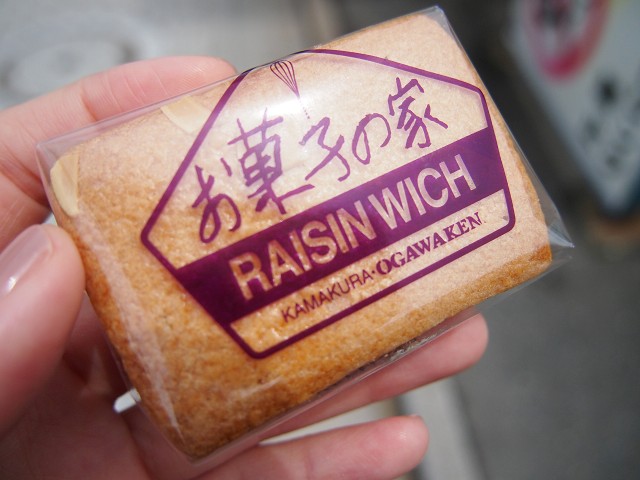 お菓子の家
RAISIN WICH
KAMAKURA・OGAWAKEN